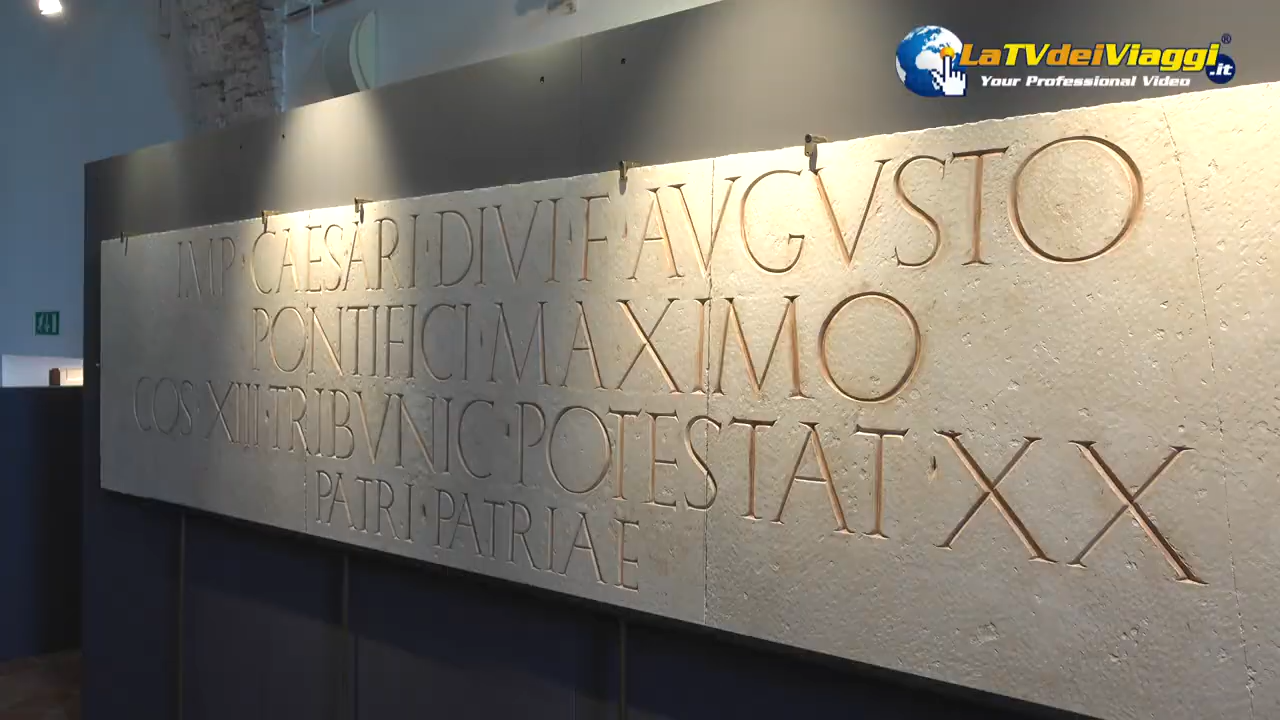 LaTVdeiViaggi®.it
Your Professional Video
IMP·CAESARI·DIVI·F·AVGVSTO
PONTIFICI·MAXIMO
COS·XIII·TRIBVNIC·POTESTAT·XX
PATRI·PATRIAE